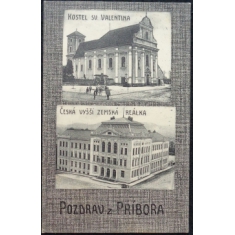 KOSTEL SV. VALENTINA
ČESKÁ VYŠŠÍ ZEMSKÁ REÁLKA
POZDRAV z PŘÍBORA